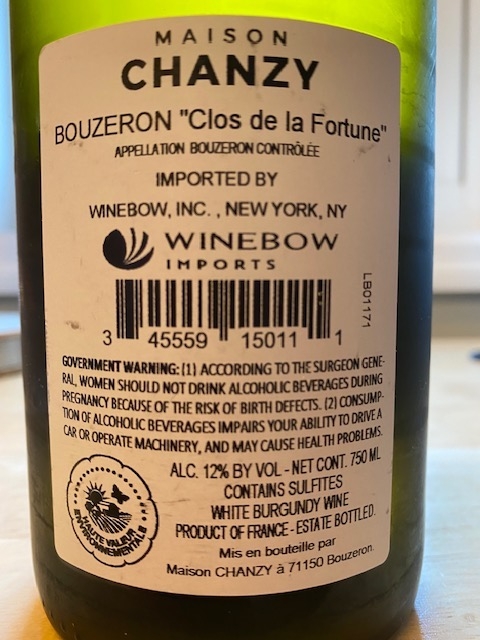 MAISON
CHANZY
BOUZERON "Clos de la Fortune"
APPELLATION BOUZERON CONTRÔLÉE
IMPORTED BY
WINEBOW, INC. , NEW YORK, NY
WINEBOW
IMPORTS
LB01171
3 45559 15011 1
GOVERNMENT WARNING: (1) ACCORDING TO THE SURGEON GENE-
RAL, WOMEN SHOULD NOT DRINK ALCOHOLIC BEVERAGES DURING
PREGNANCY BECAUSE OF THE RISK OF BIRTH DEFECTS. (2) CONSUMP-
TION OF ALCOHOLIC BEVERAGES IMPAIRS YOUR ABILITY TO DRIVE A
CAR OR OPERATE MACHINERY, AND MAY CAUSE HEALTH PROBLEMS.
HAUTE VALEUR
ENVIRONNEMENTALE
ALC. 12% BY VOL - NET CONT. 750 ML
CONTAINS SULFITES
WHITE BURGUNDY WINE
PRODUCT OF FRANCE - ESTATE BOTTLED.
Mis en bouteille par
Maison CHANZY à 71150 Bouzeron.